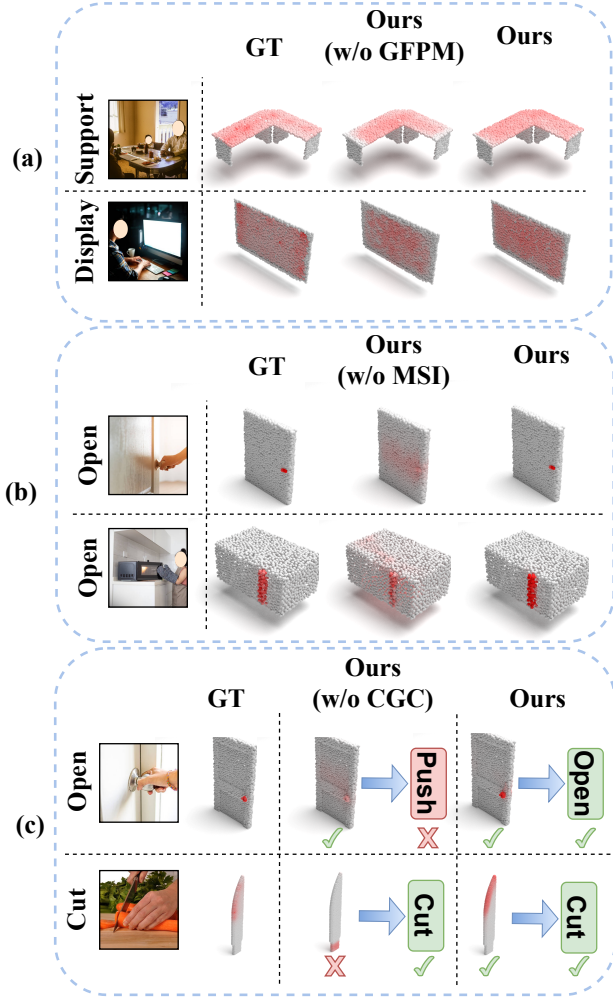 GT
Ours
(w/o GFPM)
Ours
(a)
Support
Display
GT
Ours
(w/o MSI)
Ours
(b)
Open
Open
GT
Ours
(w/o CGC)
Ours
(c)
Open
Push
Open
Cut
Cut
Cut